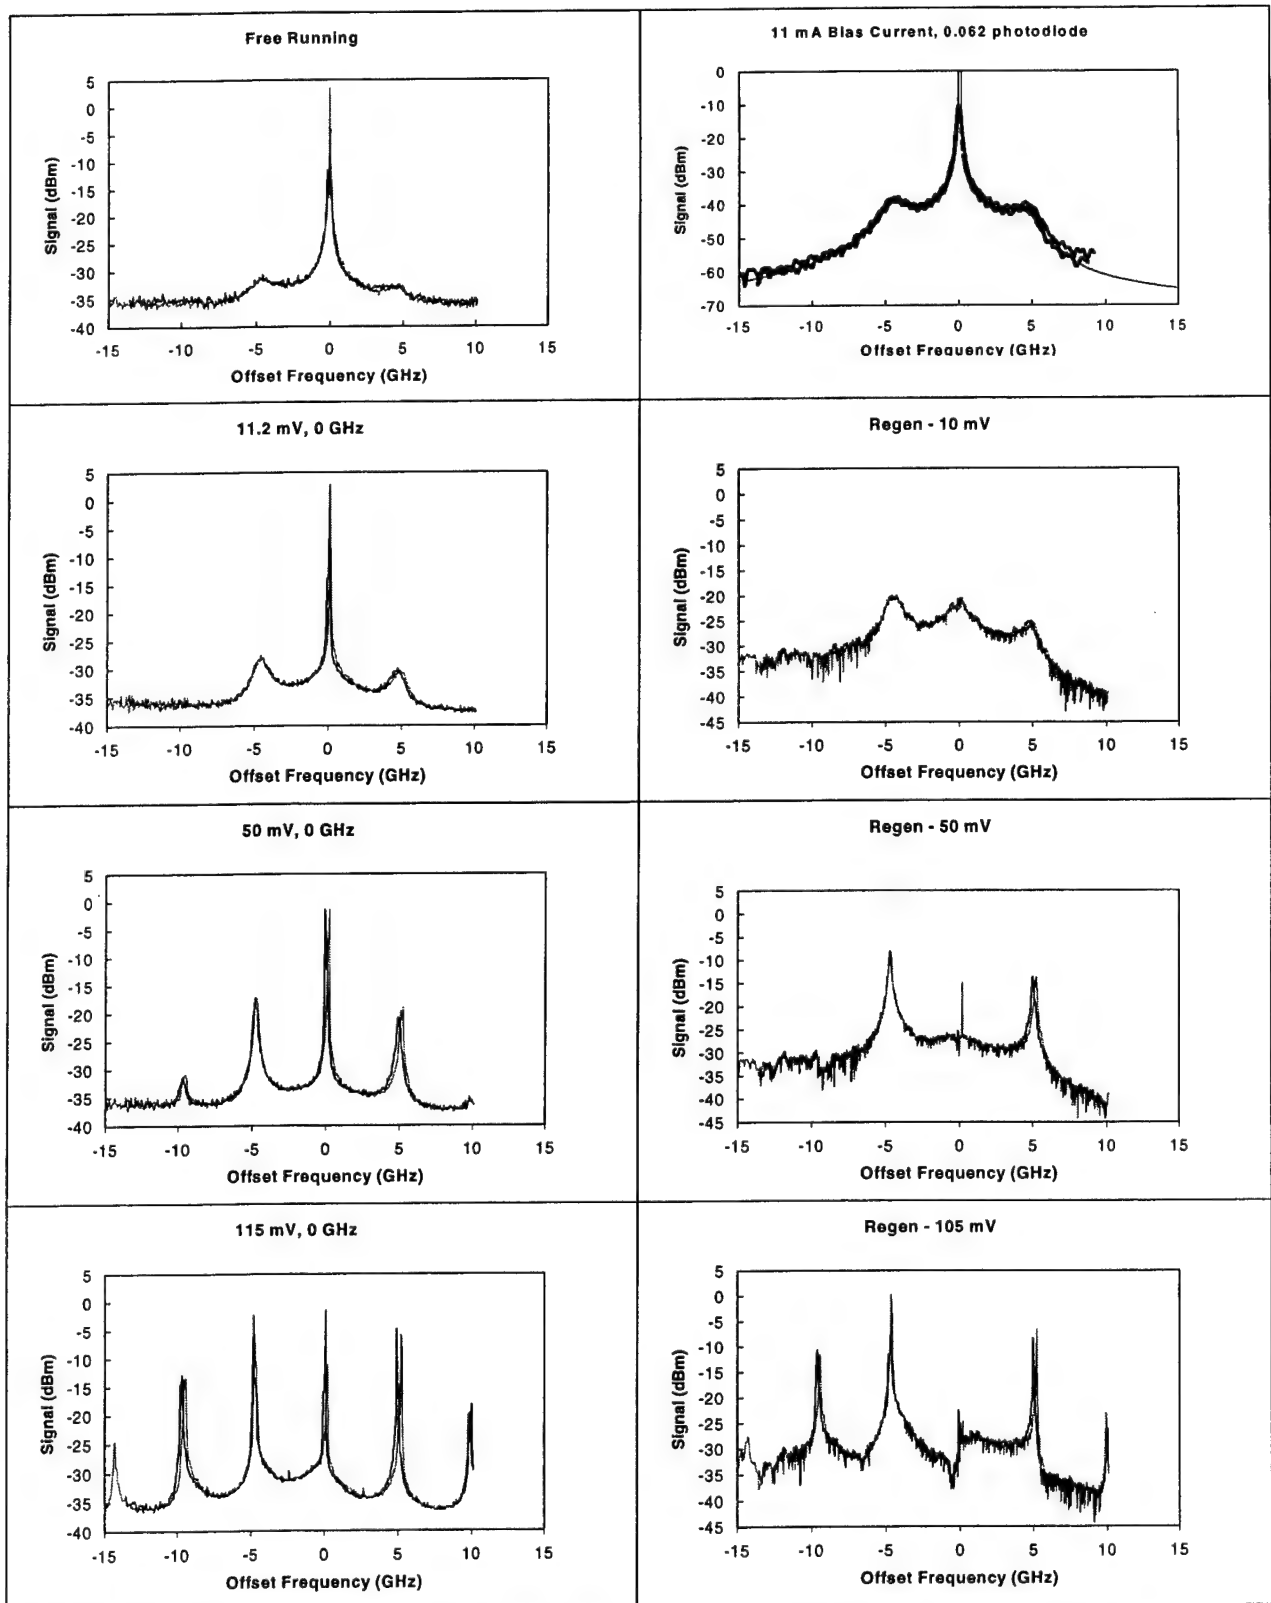 Free Running
5
0
-5
-10
-15
-20
-25
-30
-35
-40
Signal (dBm)
-15 -10 -5 0 5 10 15
Offset Frequency (GHz)
11 mA Bias Current, 0.062 photodiode
0
-10
-20
-30
-40
-50
-60
-70
Signal (dBm)
-15 -10 -5 0 5 10 15
Offset Frequency (GHz)
11.2 mV, 0 GHz
5
0
-5
-10
-15
-20
-25
-30
-35
-40
Signal (dBm)
-15 -10 -5 0 5 10 15
Offset Frequency (GHz)
Regen - 10 mV
5
0
-5
-10
-15
-20
-25
-30
-35
-40
-45
Signal (dBm)
-15 -10 -5 0 5 10 15
Offset Frequency (GHz)
50 mV, 0 GHz
5
0
-5
-10
-15
-20
-25
-30
-35
-40
Signal (dBm)
-15 -10 -5 0 5 10 15
Offset Frequency (GHz)
Regen - 50 mV
5
0
-5
-10
-15
-20
-25
-30
-35
-40
-45
Signal (dBm)
-15 -10 -5 0 5 10 15
Offset Frequency (GHz)
115 mV, 0 GHz
5
0
-5
-10
-15
-20
-25
-30
-35
-40
Signal (dBm)
-15 -10 -5 0 5 10 15
Offset Frequency (GHz)
Regen - 105 mV
5
0
-5
-10
-15
-20
-25
-30
-35
-40
-45
Signal (dBm)
-15 -10 -5 0 5 10 15
Offset Frequency (GHz)